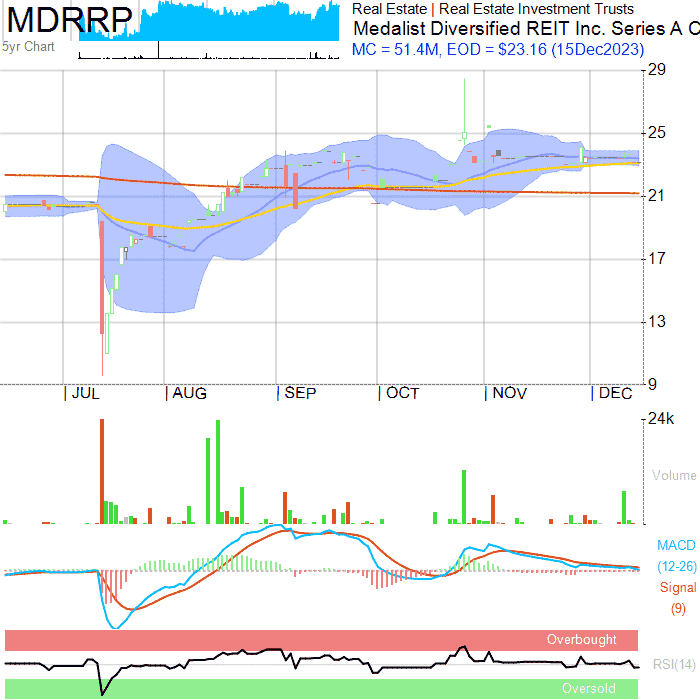 MDRRP
5yr Chart
Real Estate | Real Estate Investment Trusts
Medalist Diversified REIT Inc. Series A C
MC = 51.4M, EOD = $23.16 (15Dec2023)
29
25
21
17
13
9
JUL
AUG
SEP
OCT
NOV
DEC
24k
Volume
MACD
(12-26)
Signal
(9)
Overbought
RSI(14)
Oversold